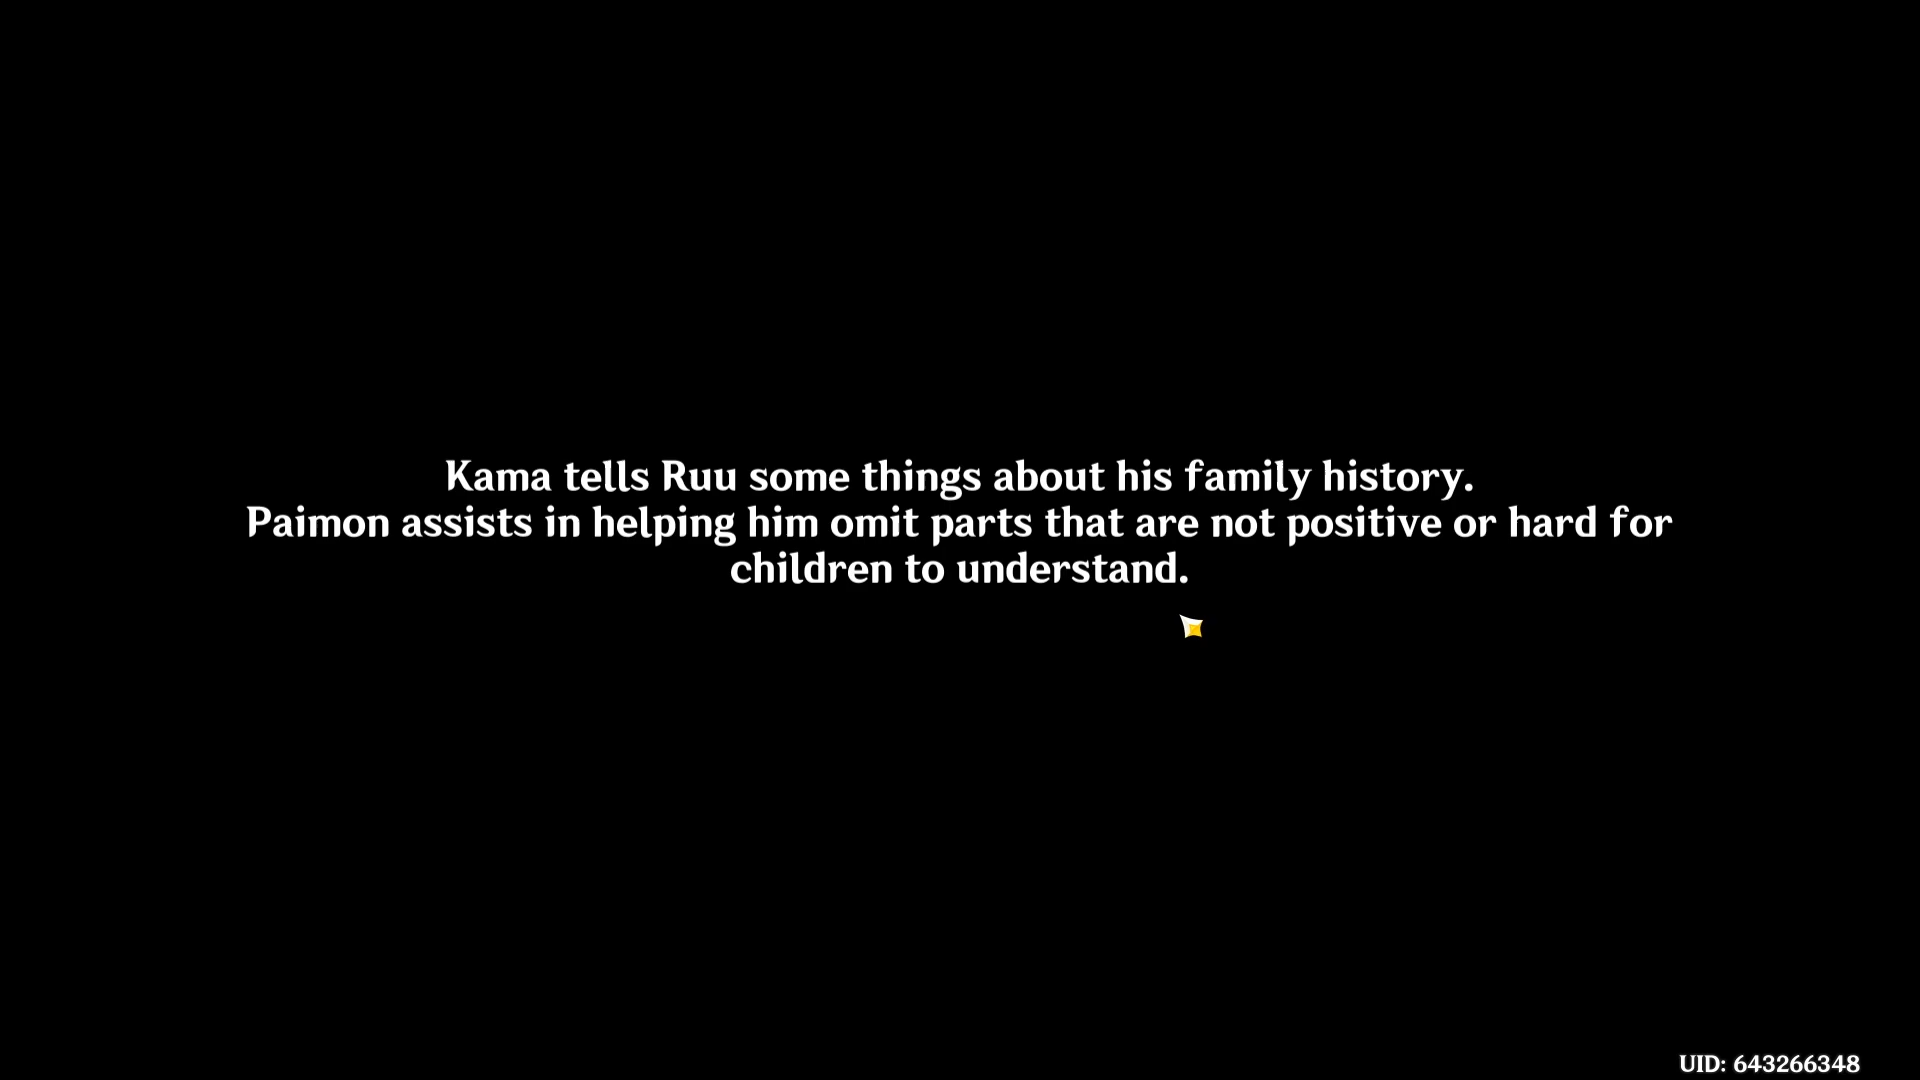 Kama tells Ruu some things about his family history.
Paimon assists in helping him omit parts that are not positive or hard for
children to understand.
UID: 643266348